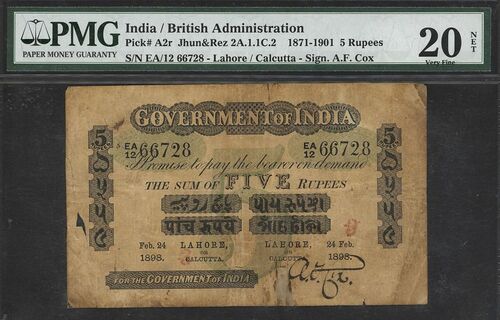 PMG
PAPER MONEY GUARANTY
India / British Administration
Pick# A2r Jhun&Rez 2A.1.1C.2 1871-1901 5 Rupees
S/N EA/12 66728 - Lahore / Calcutta - Sign. A.F. Cox
20 NET
Very Fine
GOVERNMENT OF INDIA
EA/12 66728 EA/12 66728
I Promise to pay the bearer on demand
THE SUM OF FIVE RUPEES
पांच रुपये
Feb. 24 LAHORE, LAHORE, 24 Feb.
OR OR
1898. CALCUTTA. CALCUTTA. 1898.
FOR THE GOVERNMENT OF INDIA
A.F. Cox